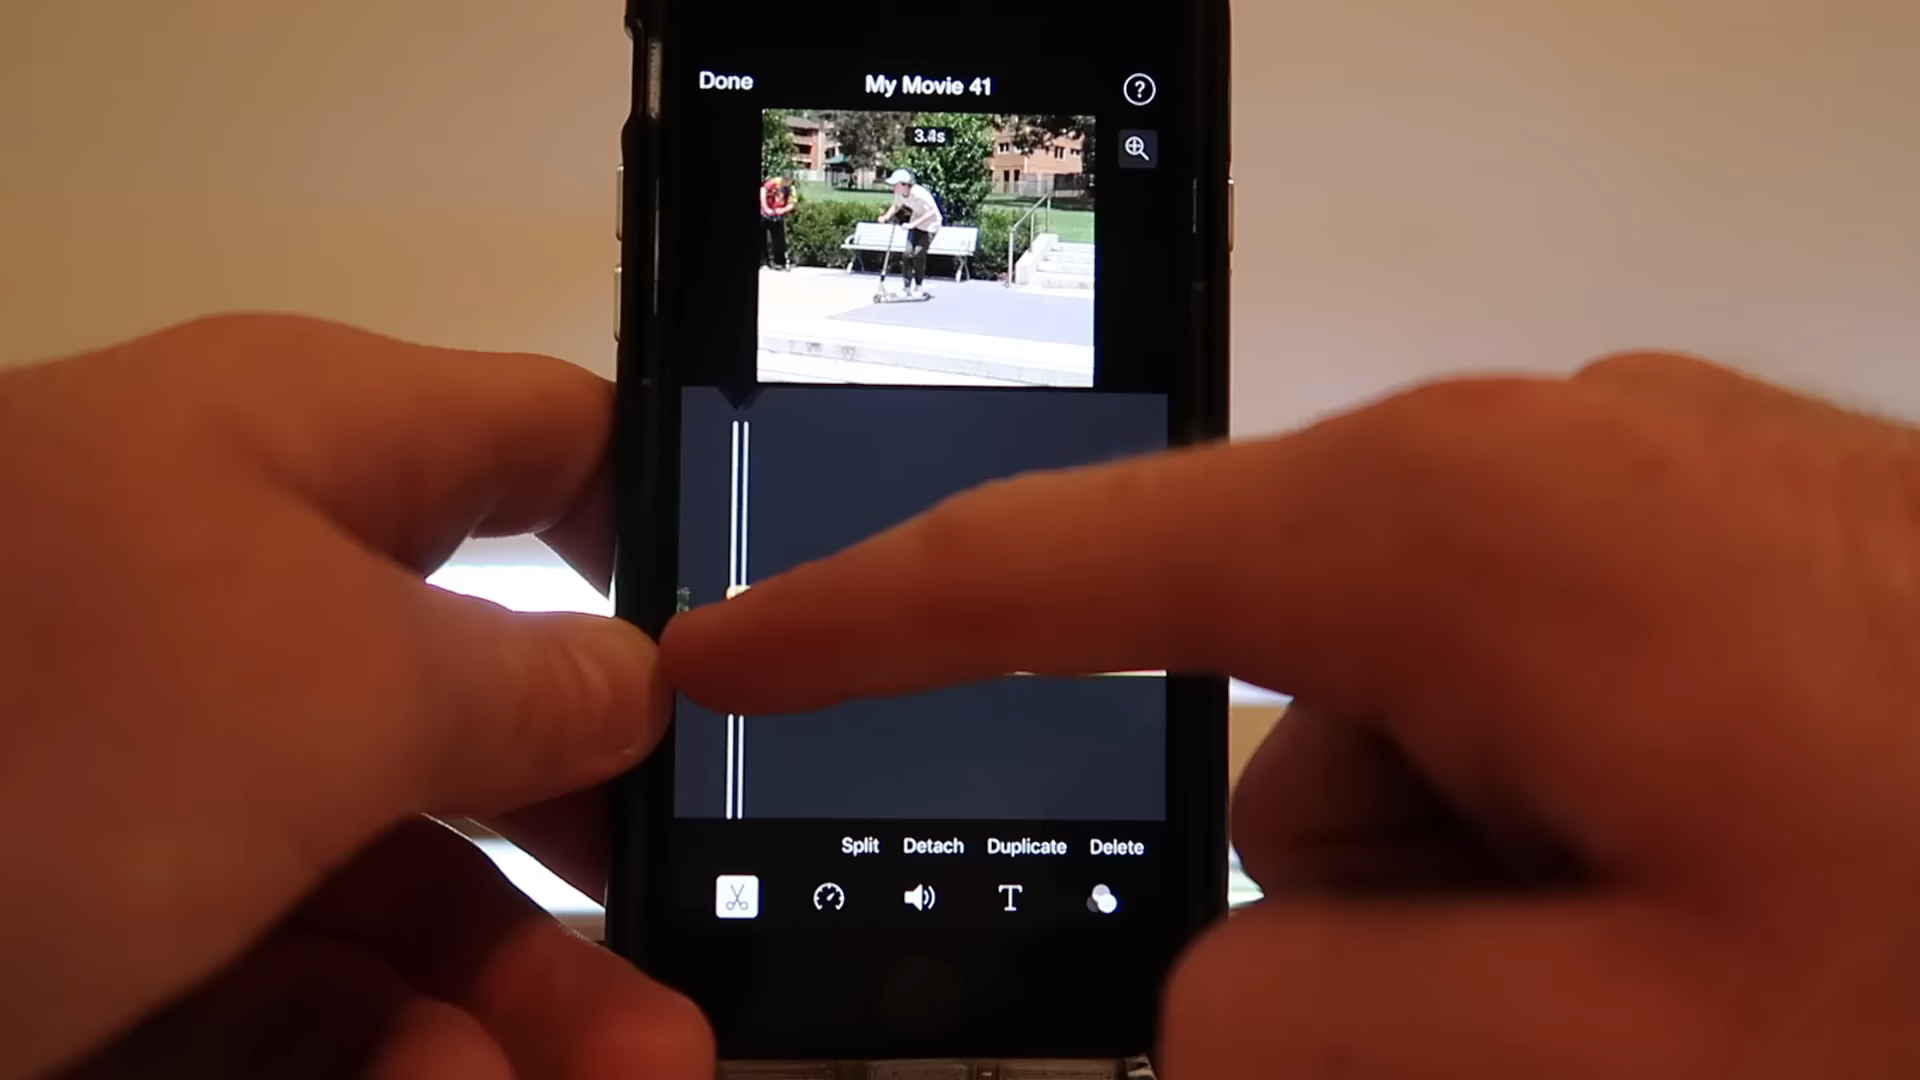 Done
My Movie 41
?
3.4s
Split Detach Duplicate Delete
T